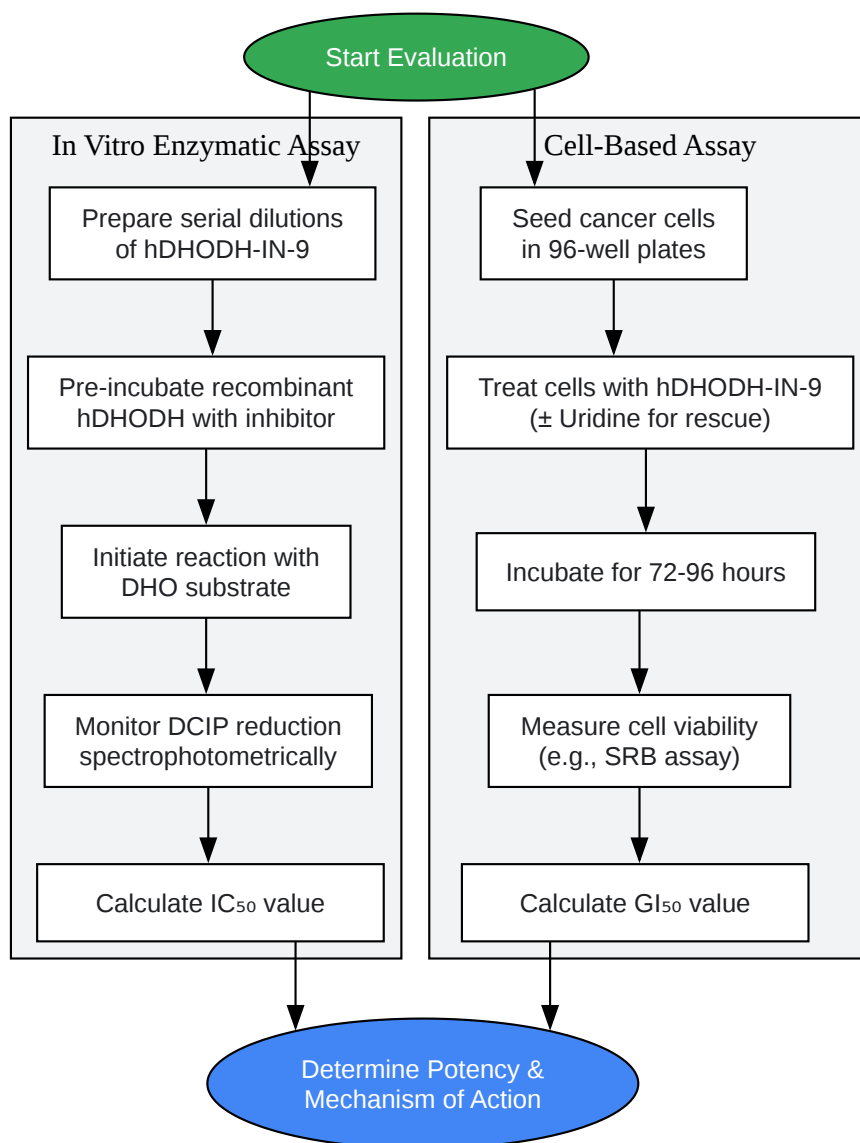 Start Evaluation
In Vitro Enzymatic Assay
Prepare serial dilutions
of hDHODH-IN-9
Pre-incubate recombinant
hDHODH with inhibitor
Initiate reaction with
DHO substrate
Monitor DCIP reduction
spectrophotometrically
Calculate IC₅₀ value
Cell-Based Assay
Seed cancer cells
in 96-well plates
Treat cells with hDHODH-IN-9
(± Uridine for rescue)
Incubate for 72-96 hours
Measure cell viability
(e.g., SRB assay)
Calculate GI₅₀ value
Determine Potency &
Mechanism of Action